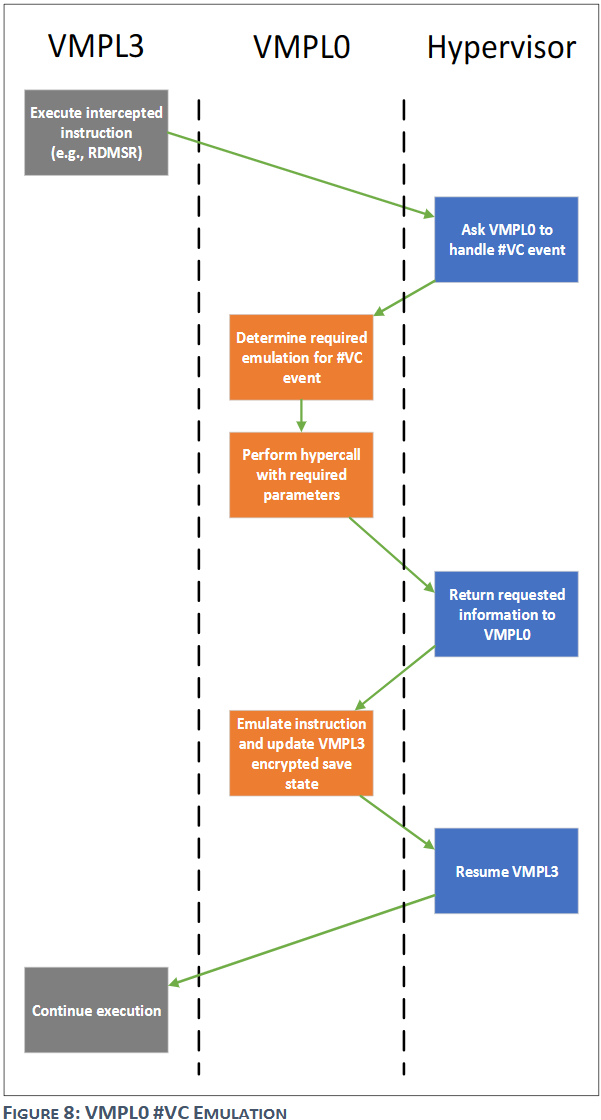 VMPL3
VMPL0
Hypervisor
Execute intercepted
instruction
(e.g., RDMSR)
Ask VMPL0 to
handle #VC event
Determine required
emulation for #VC
event
Perform hypercall
with required
parameters
Return requested
information to
VMPL0
Emulate instruction
and update VMPL3
encrypted save
state
Resume VMPL3
Continue execution
FIGURE 8: VMPL0 #VC EMULATION